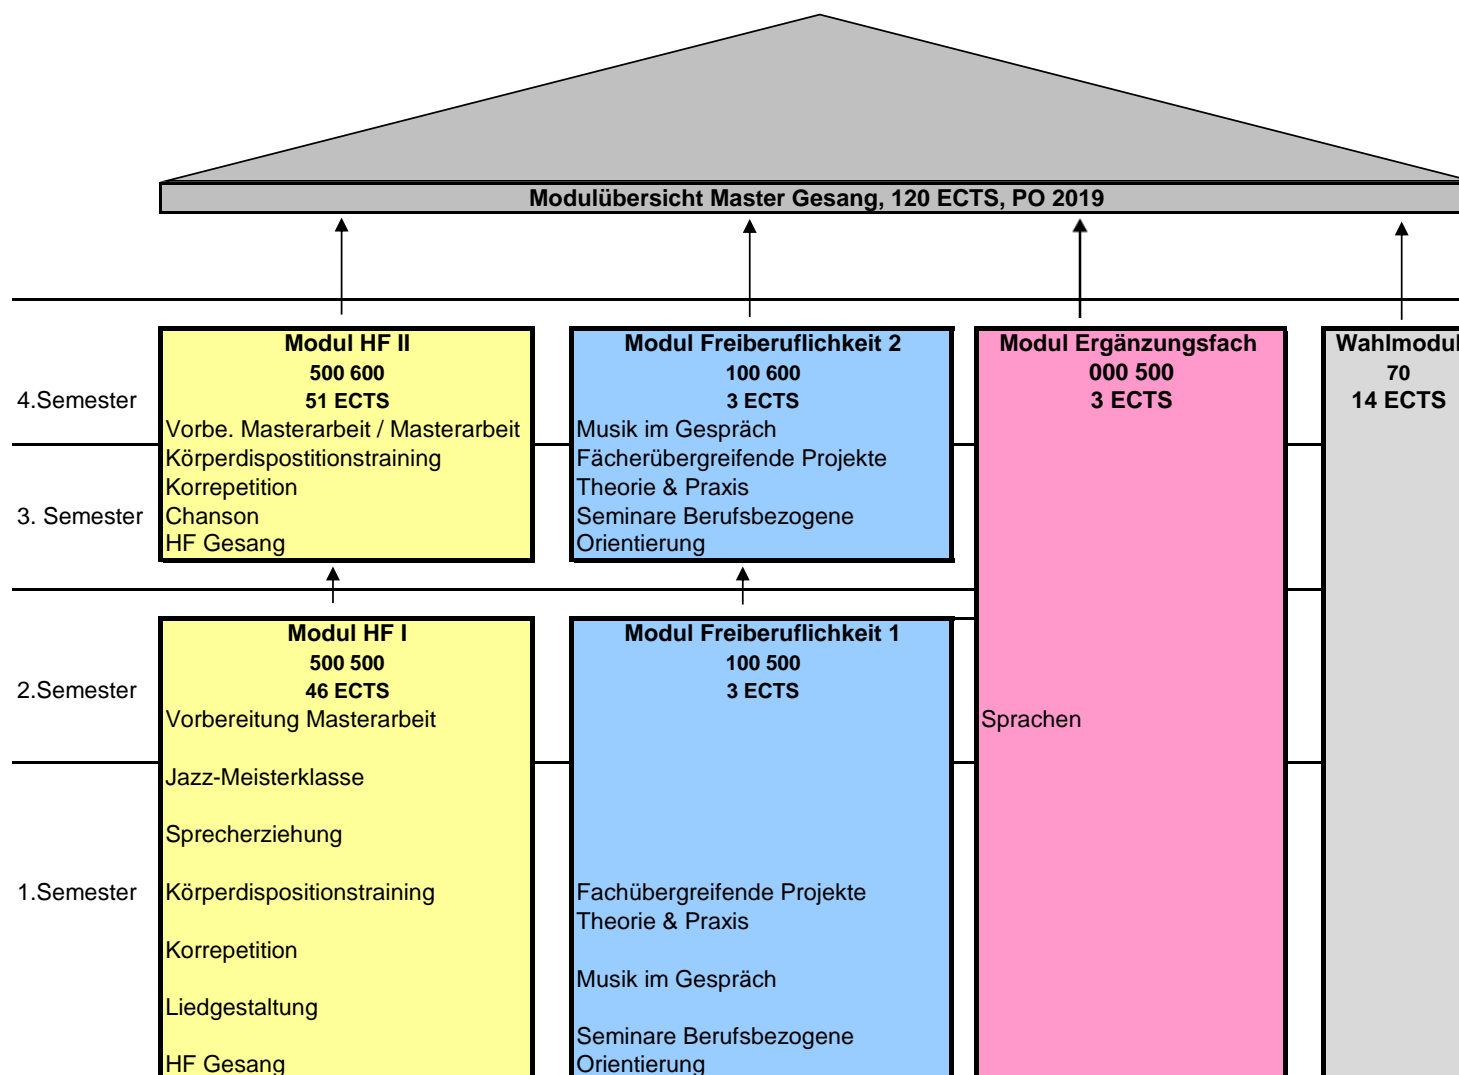 Modulübersicht Master Gesang, 120 ECTS, PO 2019
Modul HF II
500 600
51 ECTS
Vorbe. Masterarbeit / Masterarbeit
Körperdispostitionstraining
Korrepetition
Chanson
HF Gesang
Modul Freiberuflichkeit 2
100 600
3 ECTS
Musik im Gespräch
Fächerübergreifende Projekte
Theorie & Praxis
Seminare Berufsbezogene
Orientierung
Modul Ergänzungsfach
000 500
3 ECTS
Sprachen
Wahlmodul
70
14 ECTS
4.Semester
3. Semester
Modul HF I
500 500
46 ECTS
Vorbereitung Masterarbeit
Jazz-Meisterklasse
Sprecherziehung
Körperdispositionstraining
Korrepetition
Liedgestaltung
HF Gesang
Modul Freiberuflichkeit 1
100 500
3 ECTS
Fachübergreifende Projekte
Theorie & Praxis
Musik im Gespräch
Seminare Berufsbezogene
Orientierung
2.Semester
1.Semester